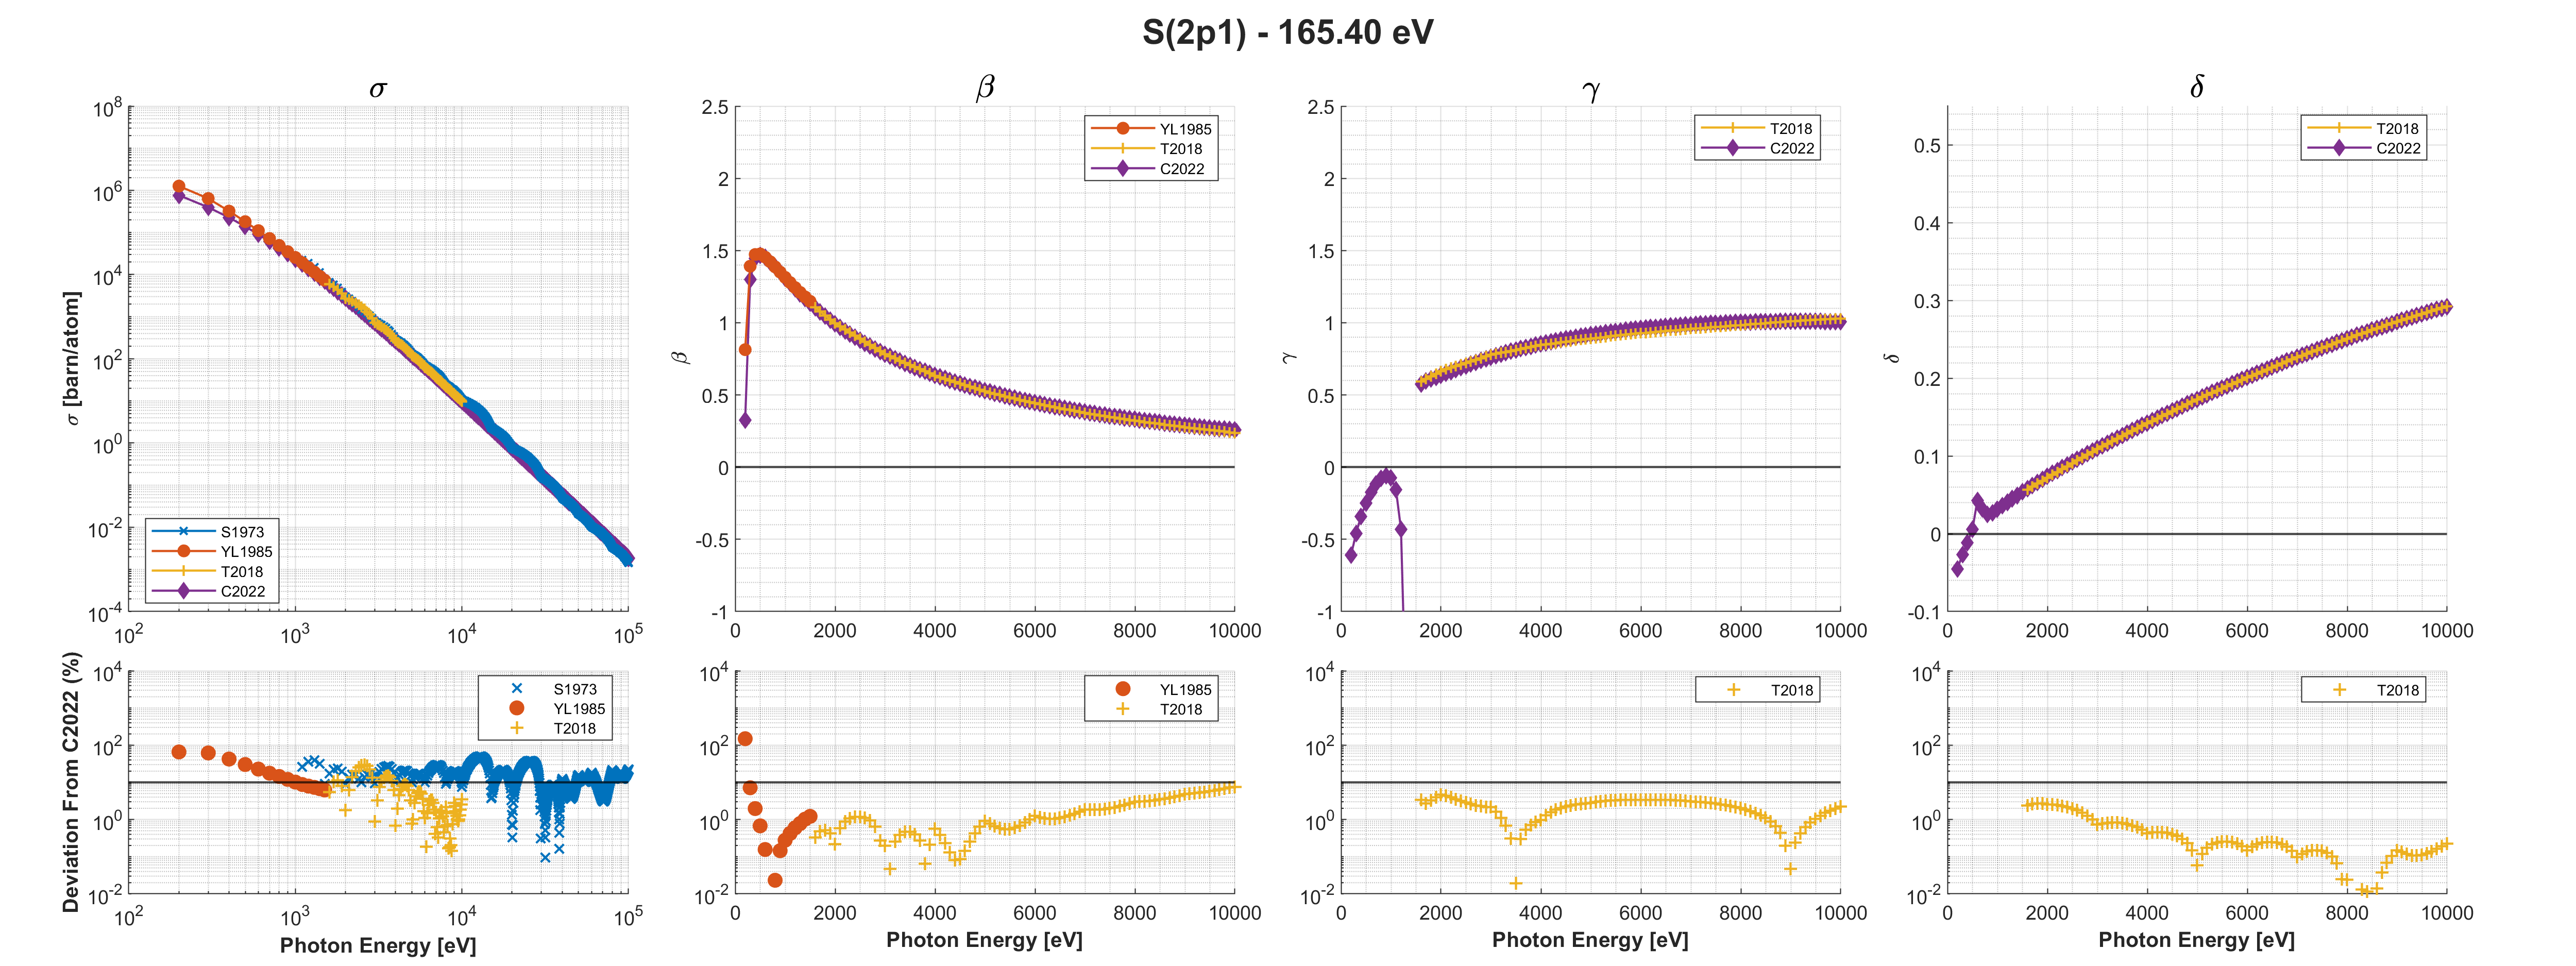 S(2p1) - 165.40 eV
σ
σ [barn/atom]
10^8
10^6
10^4
10^2
10^0
10^-2
10^-4
10^2
10^3
10^4
10^5
S1973
YL1985
T2018
C2022
β
β
2.5
2
1.5
1
0.5
0
-0.5
-1
0
2000
4000
6000
8000
10000
YL1985
T2018
C2022
γ
γ
2.5
2
1.5
1
0.5
0
-0.5
-1
0
2000
4000
6000
8000
10000
T2018
C2022
δ
δ
0.5
0.4
0.3
0.2
0.1
0
-0.1
0
2000
4000
6000
8000
10000
T2018
C2022
Deviation From C2022 (%)
10^4
10^2
10^0
10^-2
10^2
10^3
10^4
10^5
Photon Energy [eV]
S1973
YL1985
T2018
10^4
10^2
10^0
10^-2
0
2000
4000
6000
8000
10000
Photon Energy [eV]
YL1985
T2018
10^4
10^2
10^0
10^-2
0
2000
4000
6000
8000
10000
Photon Energy [eV]
T2018
10^4
10^2
10^0
10^-2
0
2000
4000
6000
8000
10000
Photon Energy [eV]
T2018